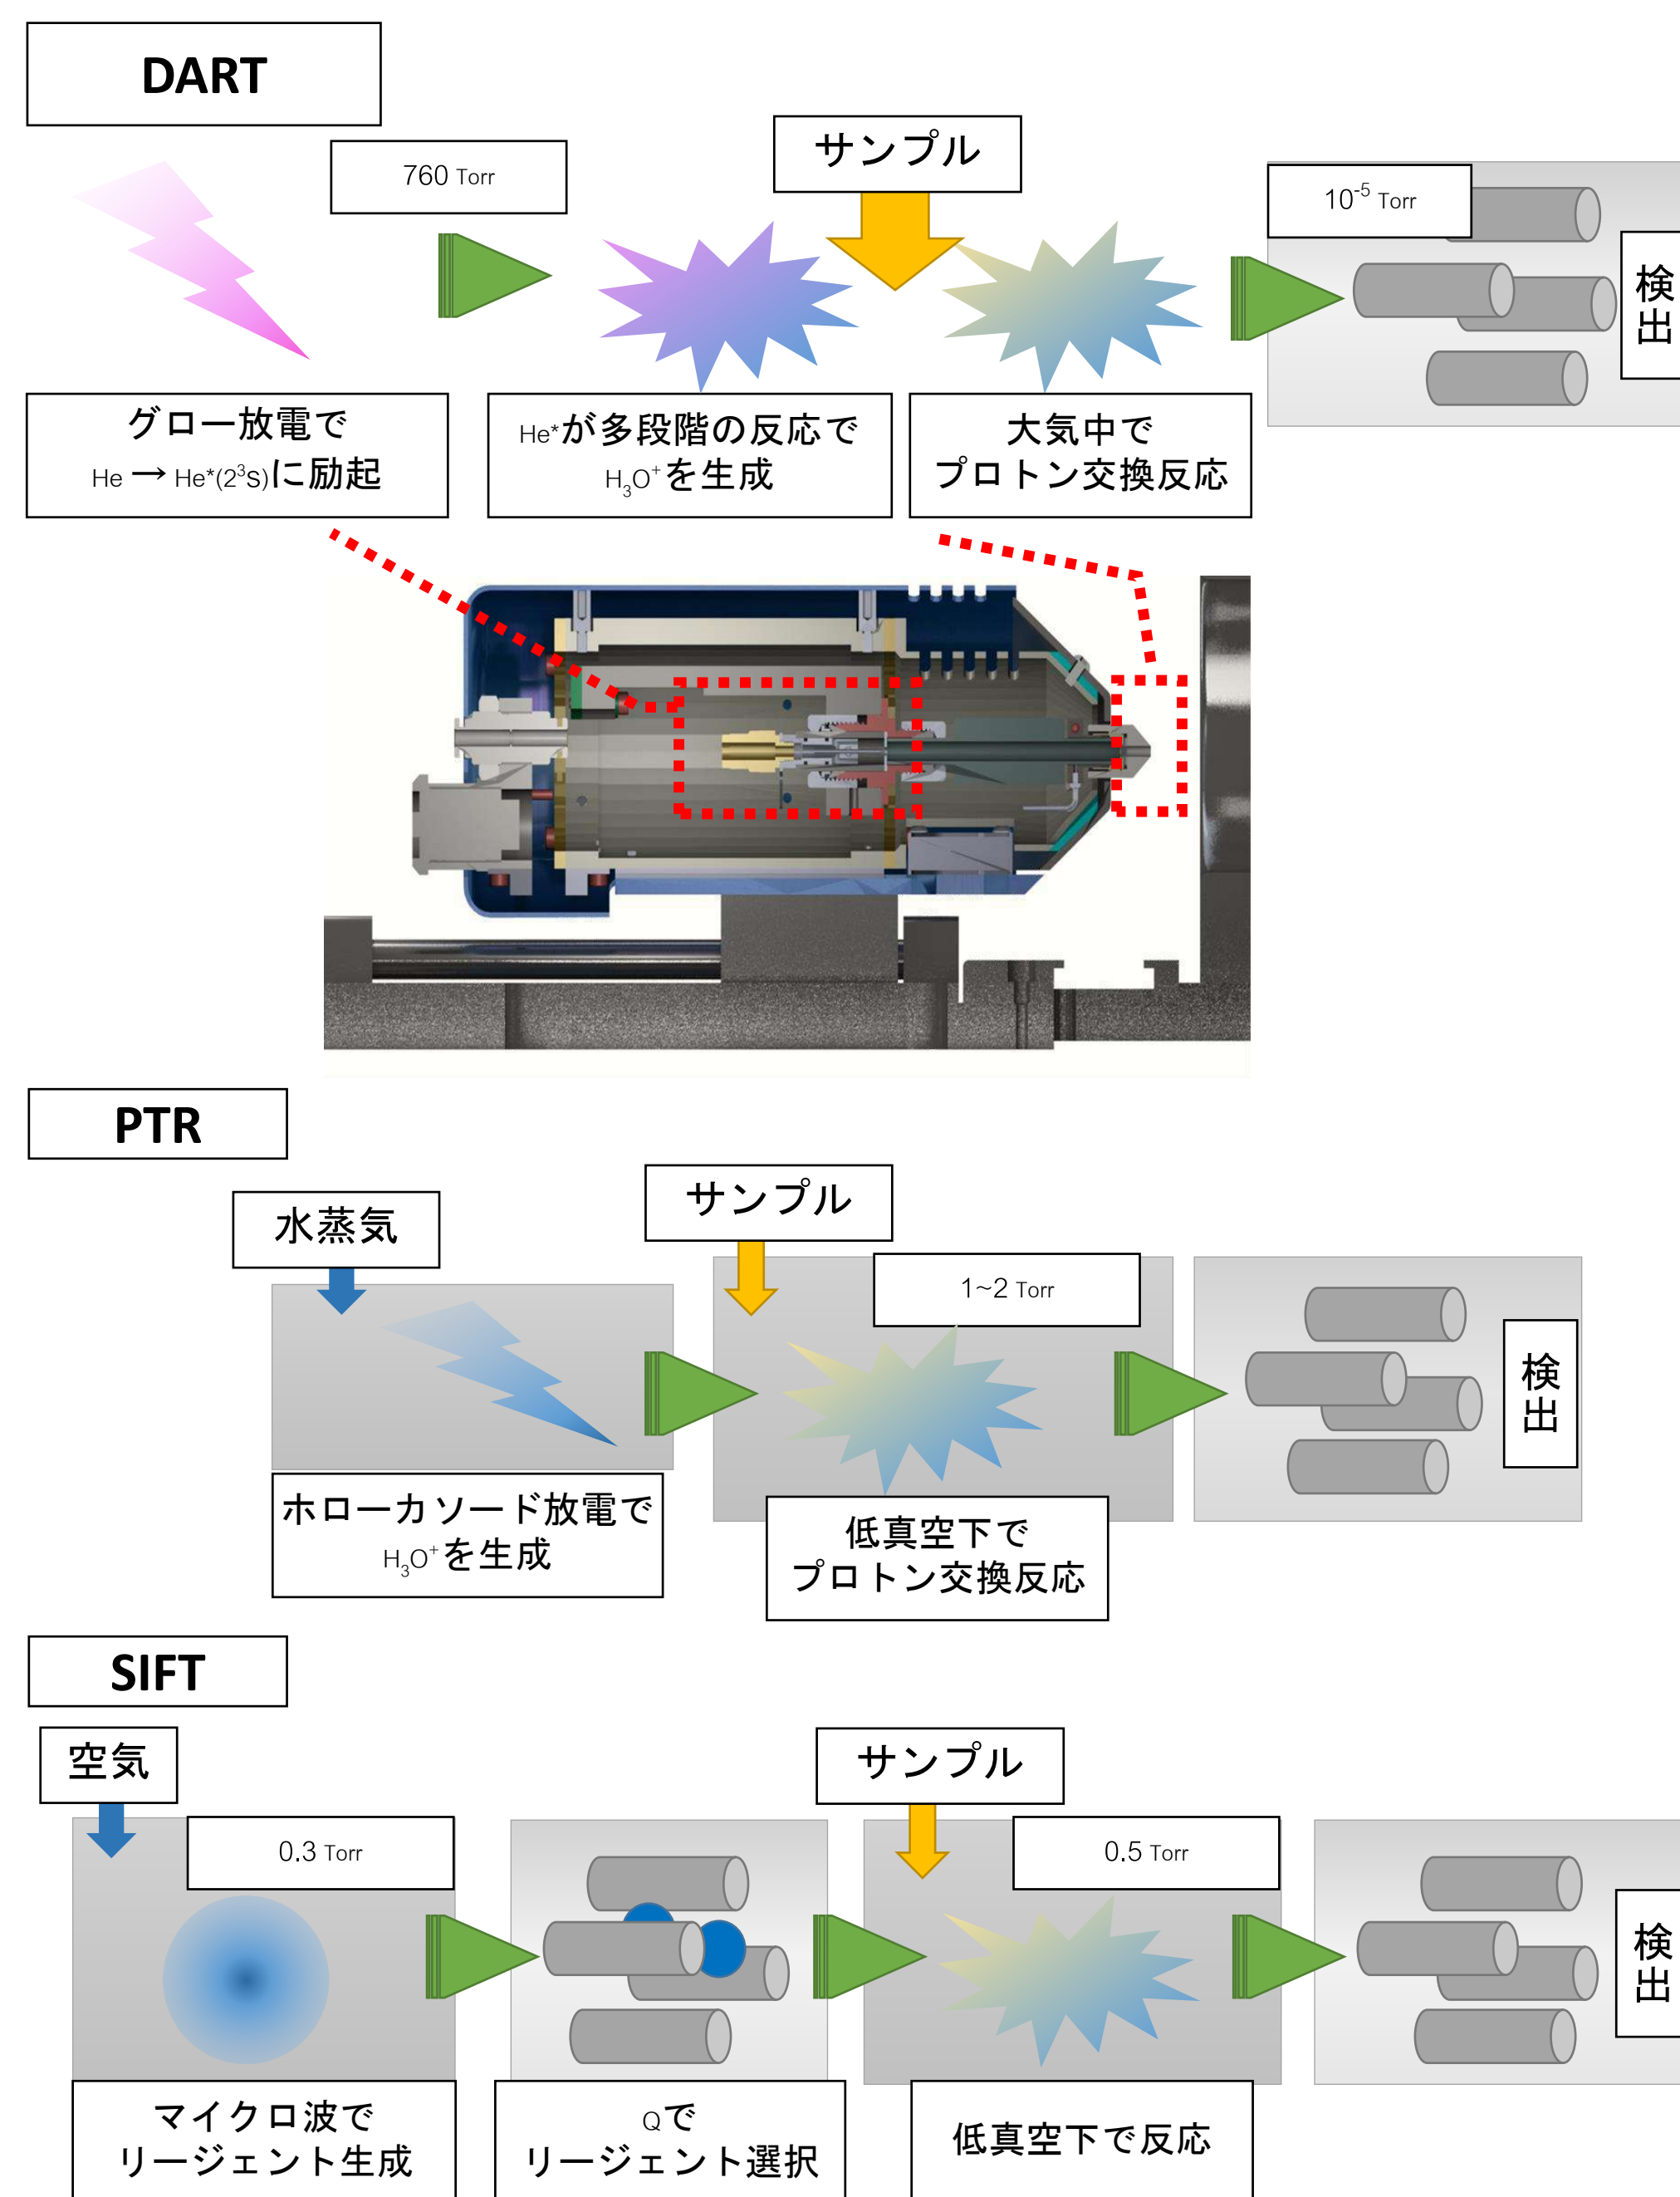 DART
760 Torr
サンプル
10⁻⁵ Torr
検出
グロー放電で
He → He*(2³S)に励起
He*が多段階の反応で
H₃O⁺を生成
大気中で
プロトン交換反応
PTR
水蒸気
サンプル
1~2 Torr
検出
ホローカソード放電で
H₃O⁺を生成
低真空下で
プロトン交換反応
SIFT
空気
サンプル
0.3 Torr
0.5 Torr
検出
マイクロ波で
リージェント生成
Qで
リージェント選択
低真空下で反応